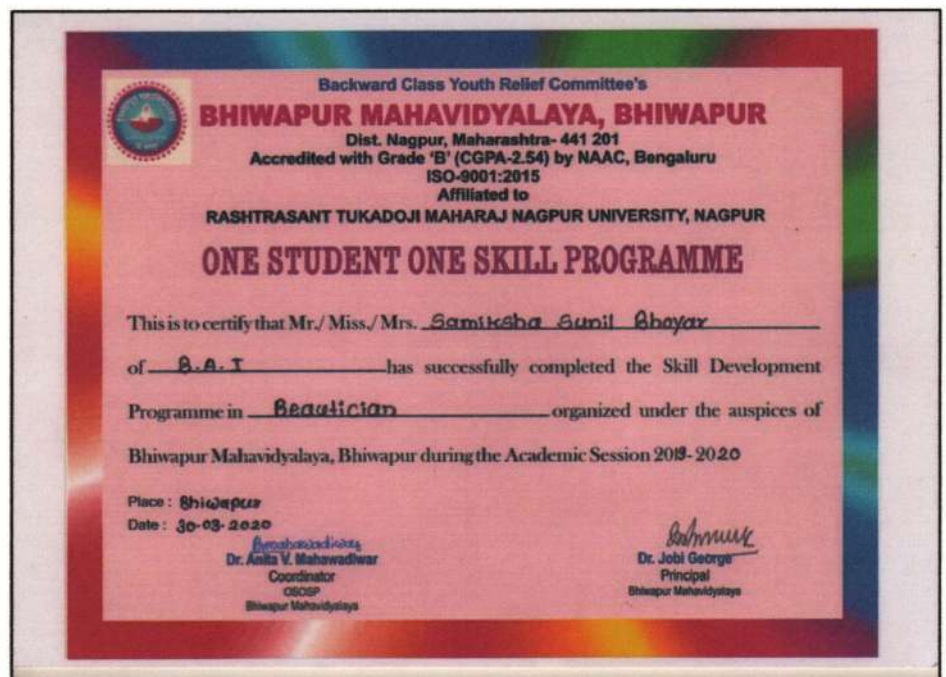 Backward Class Youth Relief Committee's
BHIWAPUR MAHAVIDYALAYA, BHIWAPUR
Dist. Nagpur, Maharashtra- 441 201
Accredited with Grade 'B' (CGPA-2.54) by NAAC, Bengaluru
ISO-9001:2015
Affiliated to
RASHTRASANT TUKADOJI MAHARAJ NAGPUR UNIVERSITY, NAGPUR
ONE STUDENT ONE SKILL PROGRAMME
This is to certify that Mr./ Miss./ Mrs. Samiksha Sunil Bhoyar
of B.A. I has successfully completed the Skill Development
Programme in Beautician organized under the auspices of
Bhiwapur Mahavidyalaya, Bhiwapur during the Academic Session 2019-2020
Place : Bhiwapur
Date : 30-03-2020
Dr. Anita V. Mahawadiwar
Coordinator
OSOSP
Bhiwapur Mahavidyalaya
Dr. Jobi George
Principal
Bhiwapur Mahavidyalaya